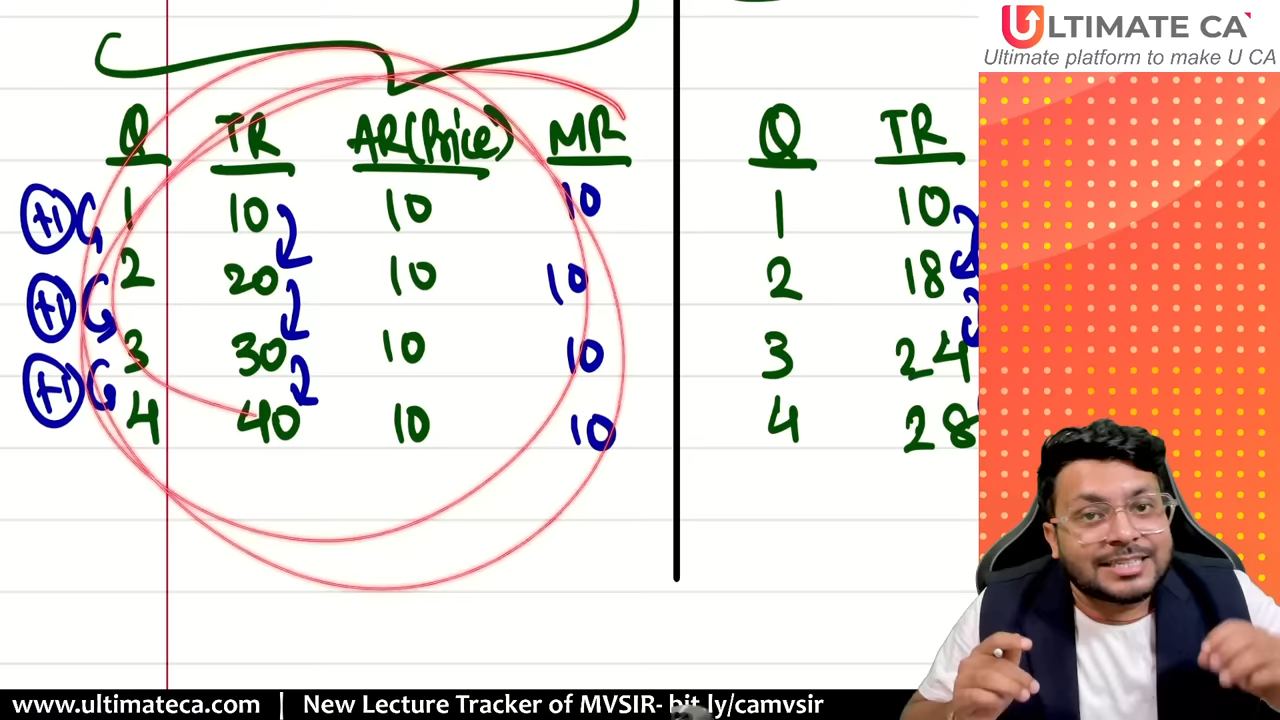 ULTIMATE CA
Ultimate platform to make U CA
Q TR AR(Price) MR
+1 1 10 10 10
2 20 10 10
+1
3 30 10 10
+1
4 40 10 10
Q TR
1 10
2 18
3 24
4 28
www.ultimateca.com | New Lecture Tracker of MVSIR- bit.ly/camvsir